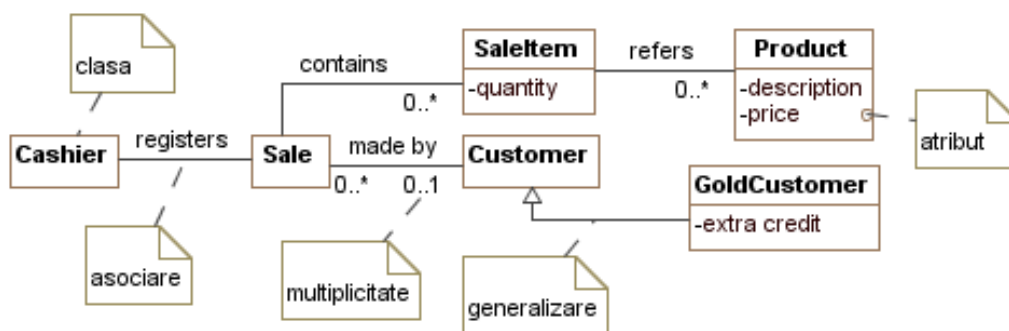 clasa
contains
0..*
SaleItem
-quantity
refers
0..*
Product
-description
-price
atribut
Cashier
registers
Sale
made by
0..*
0..1
Customer
GoldCustomer
-extra credit
asociare
multiplicitate
generalizare